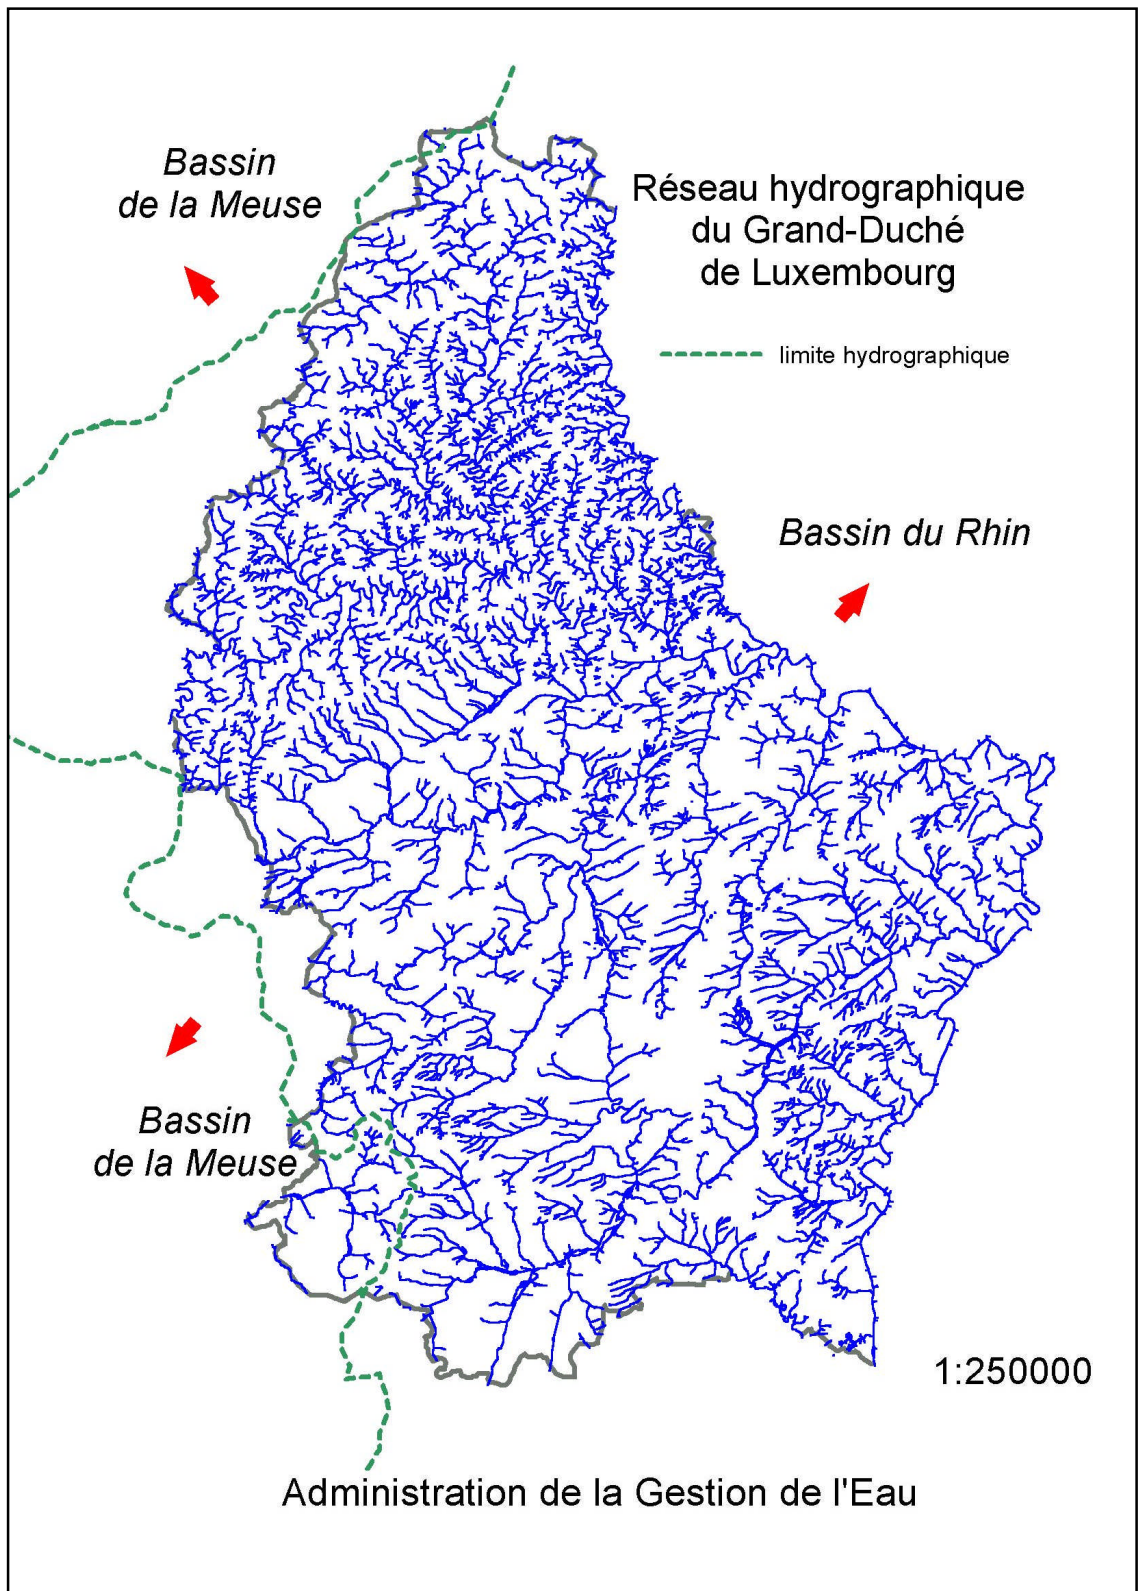 Bassin
de la Meuse
Réseau hydrographique
du Grand-Duché
de Luxembourg
limite hydrographique
Bassin du Rhin
Bassin
de la Meuse
1:250000
Administration de la Gestion de l'Eau